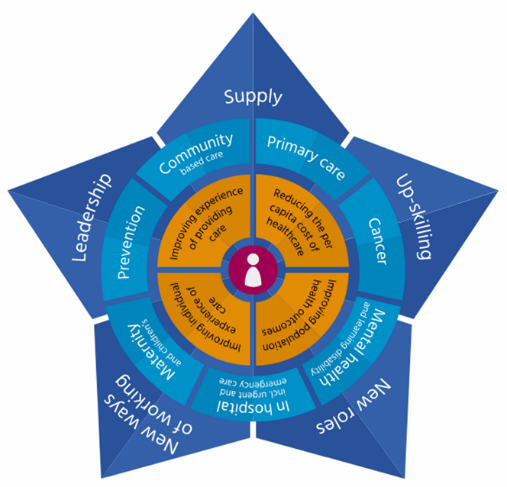 Supply
Up-skilling
New roles
New ways
of working
Leadership
Community
based care
Primary care
Cancer
Mental health
and learning disability
In hospital
incl. urgent and
emergency care
Maternity
and children's
Prevention
Improving experience
of providing
care
Reducing the per
capita cost of
healthcare
Improving population
health outcomes
Improving individual
experience of
care